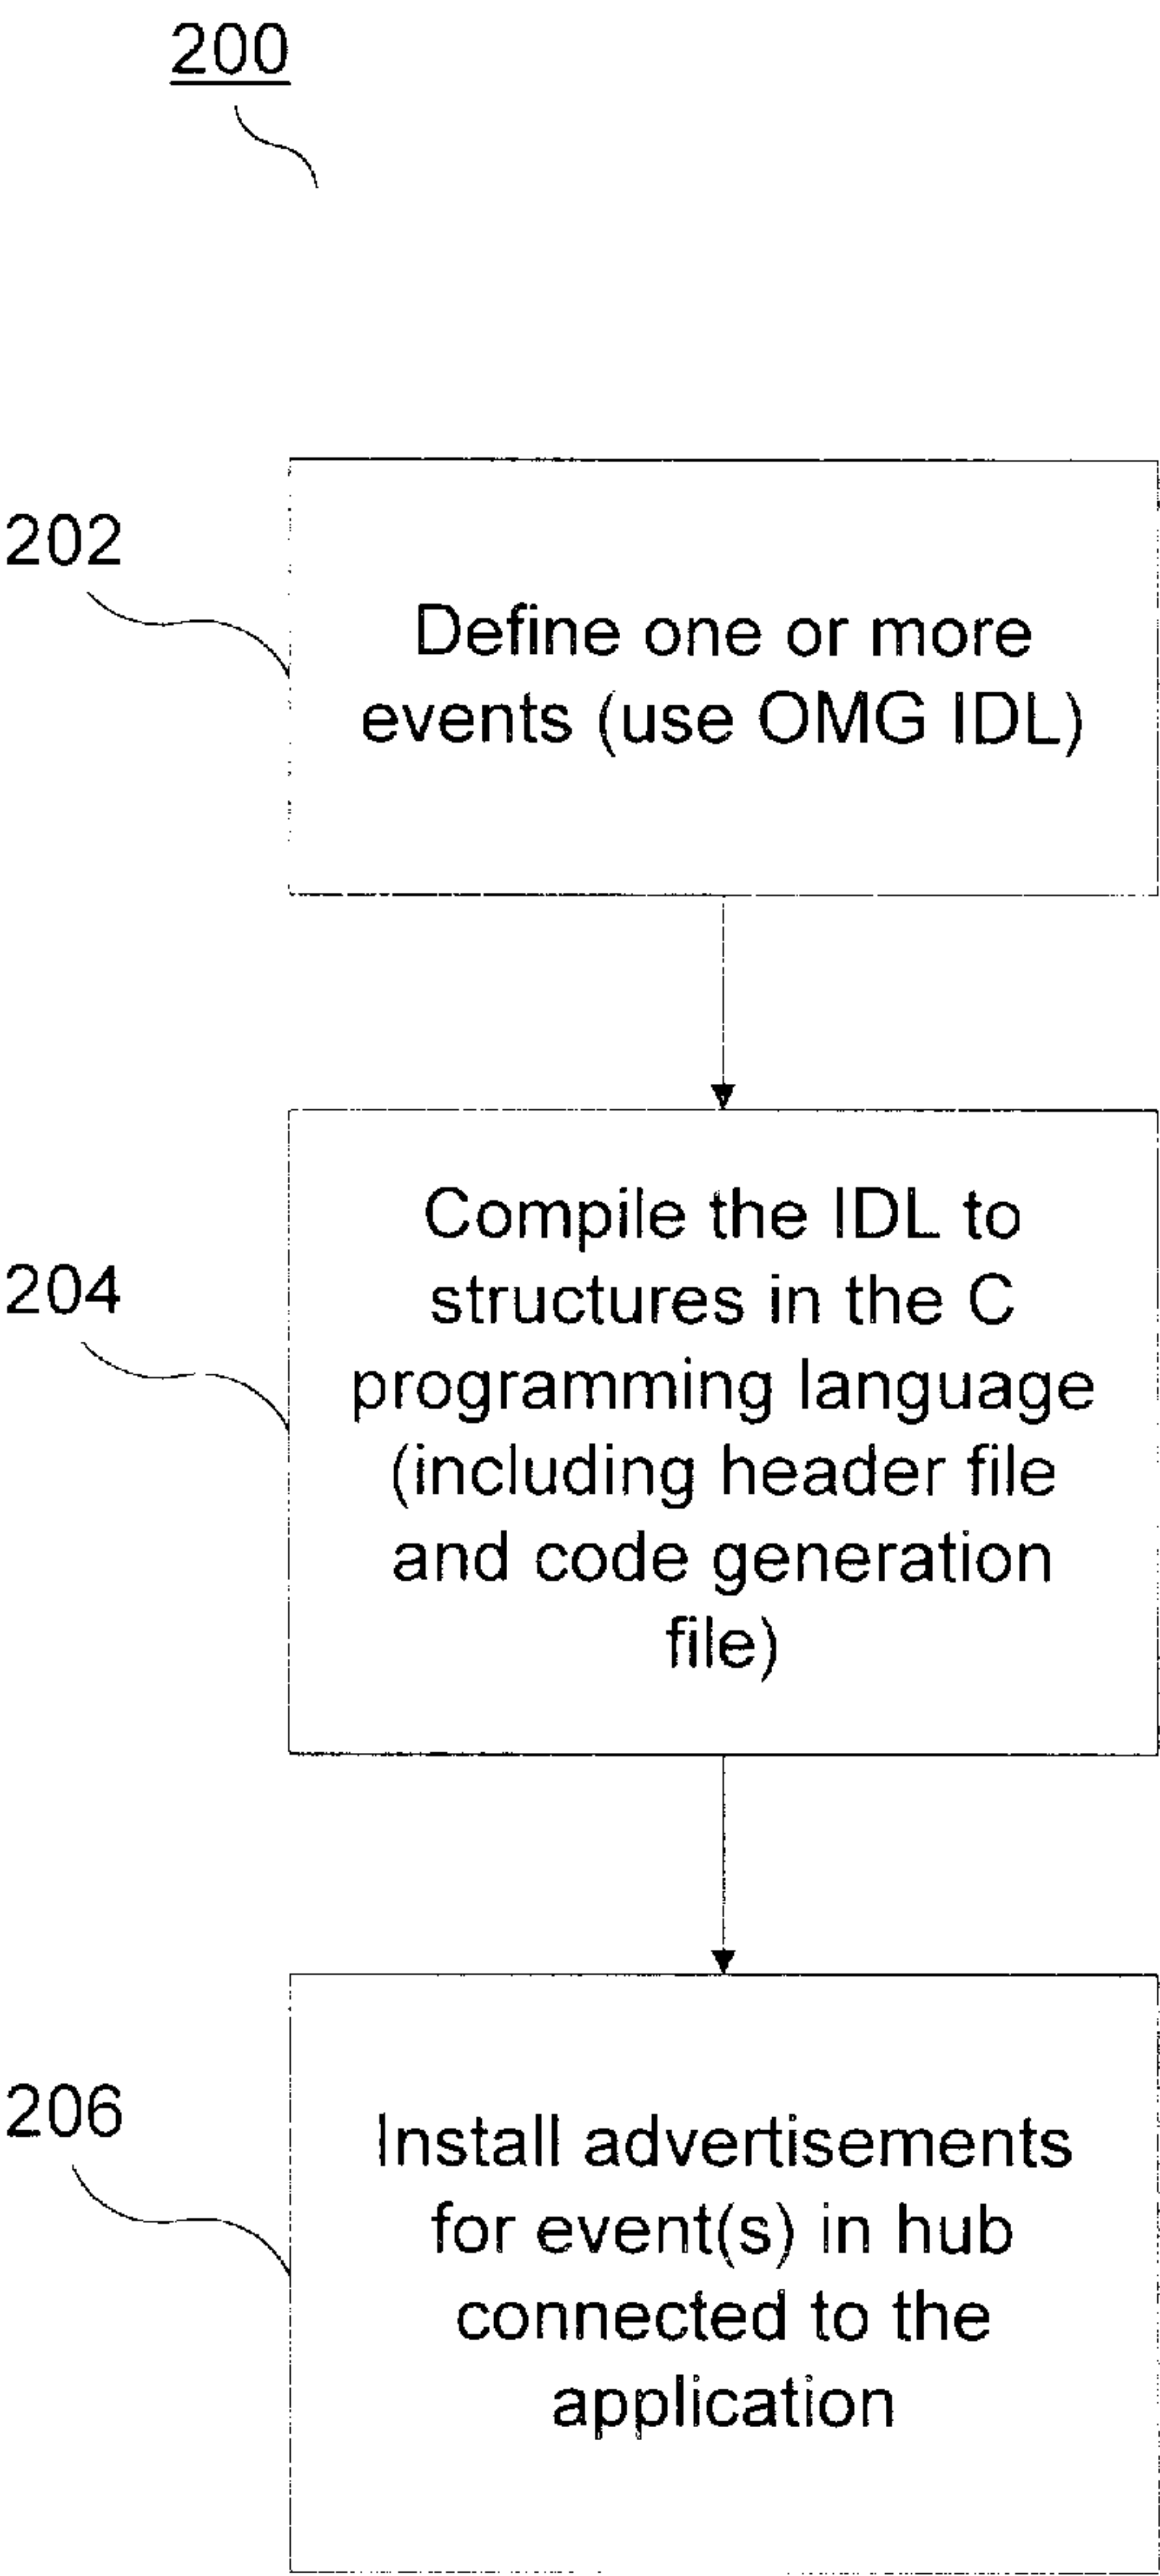 200
202
Define one or more
events (use OMG IDL)
204
Compile the IDL to
structures in the C
programming language
(including header file
and code generation
file)
206
Install advertisements
for event(s) in hub
connected to the
application